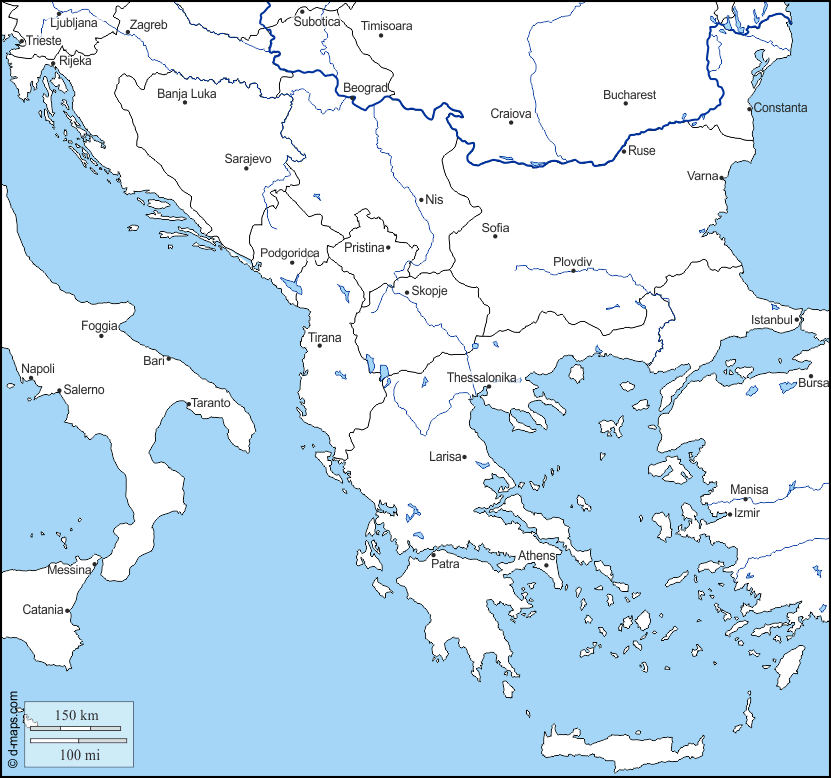 Ljubljana
Zagreb
Subotica
Timisoara
Trieste
Rijeka
Banja Luka
Beograd
Bucharest
Craiova
Constanta
Sarajevo
Ruse
Varna
Nis
Sofia
Pristina
Podgoridca
Plovdiv
Skopje
Istanbul
Foggia
Tirana
Bari
Napoli
Salerno
Thessalonika
Bursa
Taranto
Larisa
Manisa
Izmir
Messina
Patra
Athens
Catania
150 km
100 mi
© d-maps.com